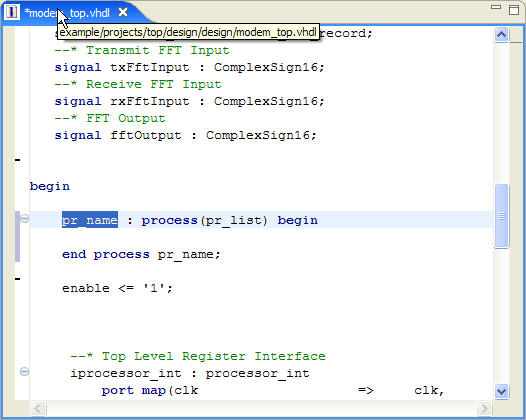 *modem_top.vhdl
example/projects/top/design/design/modem_top.vhdl
record;
--* Transmit FFT Input
signal txFftInput : ComplexSign16;
--* Receive FFT Input
signal rxFftInput : ComplexSign16;
--* FFT Output
signal fftOutput : ComplexSign16;
begin
pr_name : process(pr_list) begin
end process pr_name;
enable <= '1';
--* Top Level Register Interface
iprocessor_int : processor_int
port map(clk => clk,